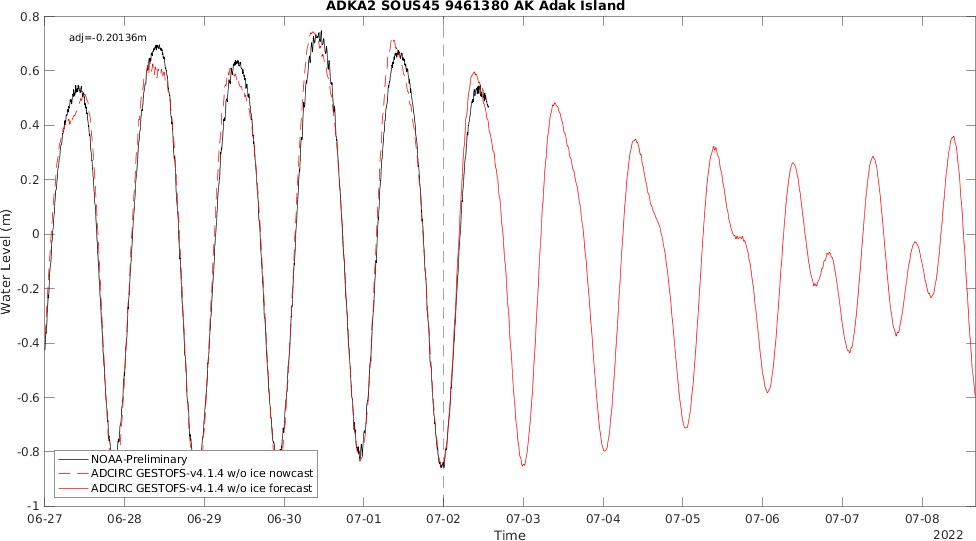 ADKA2 SOUS45 9461380 AK Adak Island
adj=-0.20136m
0.8
0.6
0.4
0.2
0
-0.2
-0.4
-0.6
-0.8
-1
Water Level (m)
NOAA-Preliminary
ADCIRC GESTOFS-v4.1.4 w/o ice nowcast
ADCIRC GESTOFS-v4.1.4 w/o ice forecast
06-27 06-28 06-29 06-30 07-01 07-02 07-03 07-04 07-05 07-06 07-07 07-08
Time
2022